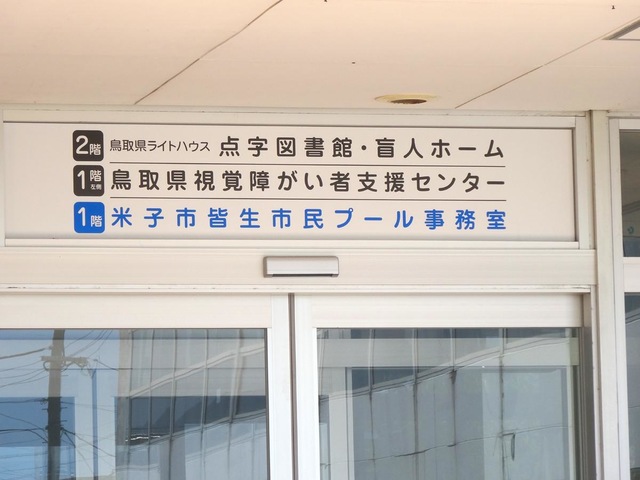 2階 鳥取県ライトハウス 点字図書館・盲人ホーム
1階左側 鳥取県視覚障がい者支援センター
1階 米子市皆生市民プール事務室